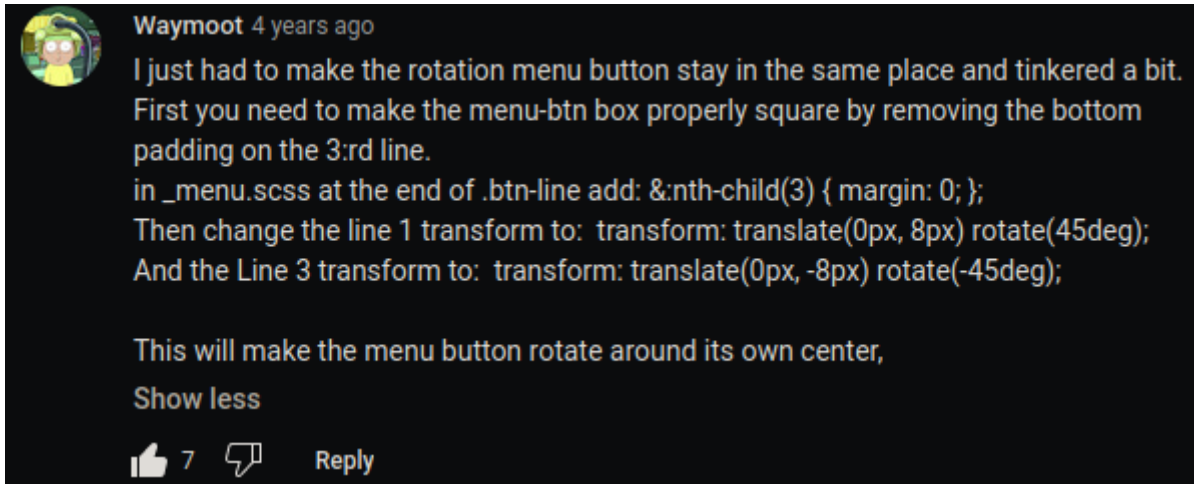 Waymoot 4 years ago
I just had to make the rotation menu button stay in the same place and tinkered a bit.
First you need to make the menu-btn box properly square by removing the bottom
padding on the 3:rd line.
in _menu.scss at the end of .btn-line add: &:nth-child(3) { margin: 0; };
Then change the line 1 transform to:  transform: translate(0px, 8px) rotate(45deg);
And the Line 3 transform to:  transform: translate(0px, -8px) rotate(-45deg);
This will make the menu button rotate around its own center,
Show less
7 Reply